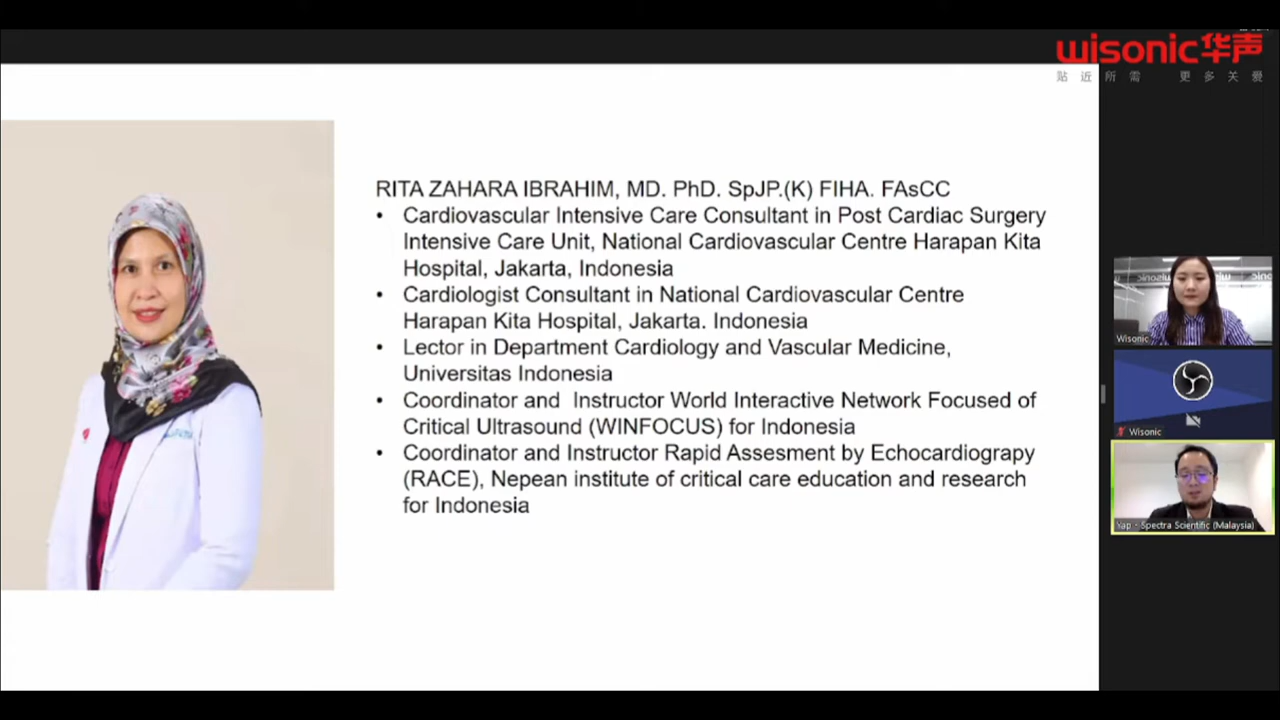 wisonic华声
贴近所需 更多关爱
RITA ZAHARA IBRAHIM, MD. PhD. SpJP.(K) FIHA. FAsCC
• Cardiovascular Intensive Care Consultant in Post Cardiac Surgery
Intensive Care Unit, National Cardiovascular Centre Harapan Kita
Hospital, Jakarta, Indonesia
• Cardiologist Consultant in National Cardiovascular Centre
Harapan Kita Hospital, Jakarta. Indonesia
• Lector in Department Cardiology and Vascular Medicine,
Universitas Indonesia
• Coordinator and Instructor World Interactive Network Focused of
Critical Ultrasound (WINFOCUS) for Indonesia
• Coordinator and Instructor Rapid Assesment by Echocardiograpy
(RACE), Nepean institute of critical care education and research
for Indonesia
Wisonic
Wisonic
Yap - Spectra Scientific (Malaysia)